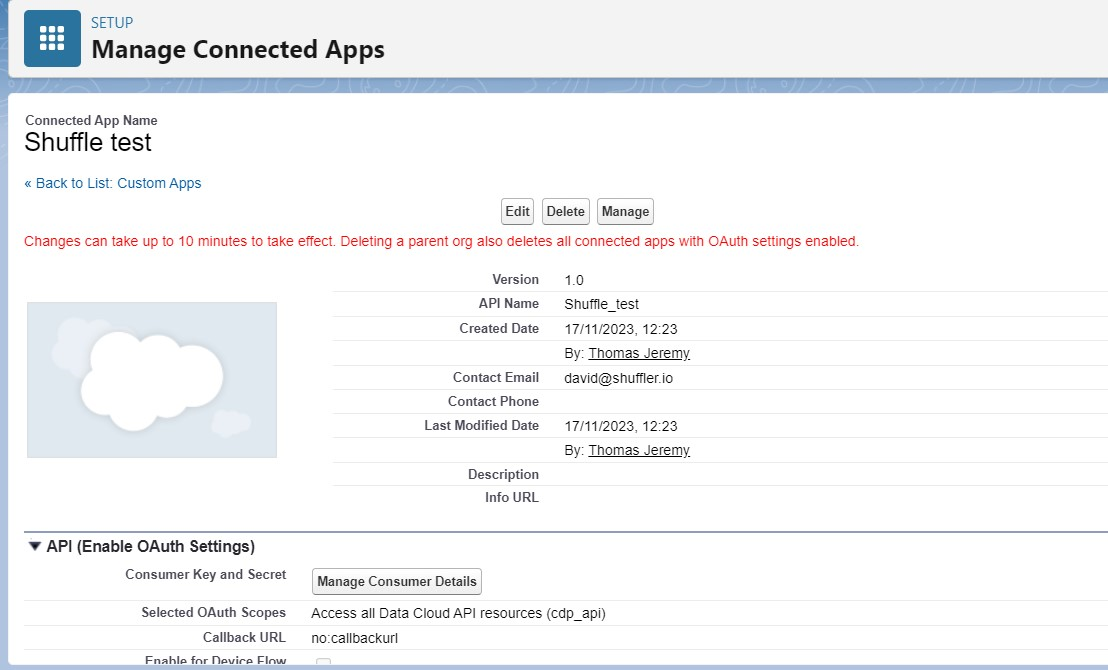 SETUP
Manage Connected Apps
Connected App Name
Shuffle test
« Back to List: Custom Apps
Edit Delete Manage
Changes can take up to 10 minutes to take effect. Deleting a parent org also deletes all connected apps with OAuth settings enabled.
Version 1.0
API Name Shuffle_test
Created Date 17/11/2023, 12:23
By: Thomas Jeremy
Contact Email david@shuffler.io
Contact Phone
Last Modified Date 17/11/2023, 12:23
By: Thomas Jeremy
Description
Info URL
API (Enable OAuth Settings)
Consumer Key and Secret Manage Consumer Details
Selected OAuth Scopes Access all Data Cloud API resources (cdp_api)
Callback URL no:callbackurl
Enable for Device Flow